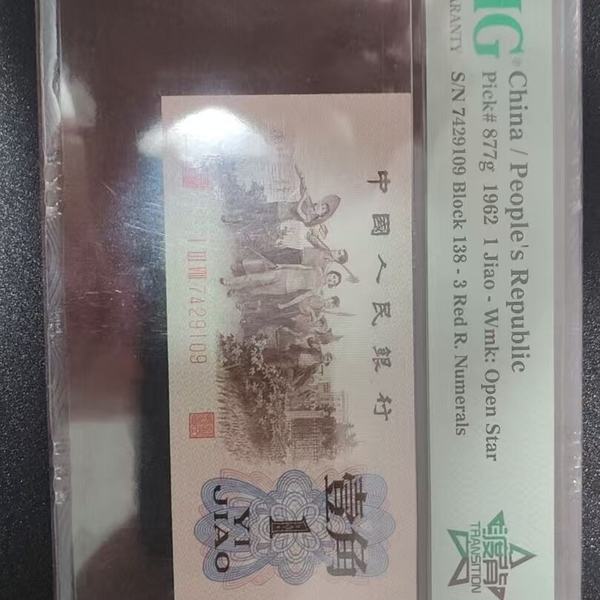 China / People's Republic
Pick# 877g 1962 1 Jiao - Wmk: Open Star
S/N 7429109 Block 138 - 3 Red R. Numerals
TRANSITION
中國人民銀行
7429109
壹角
1
YI
JIAO